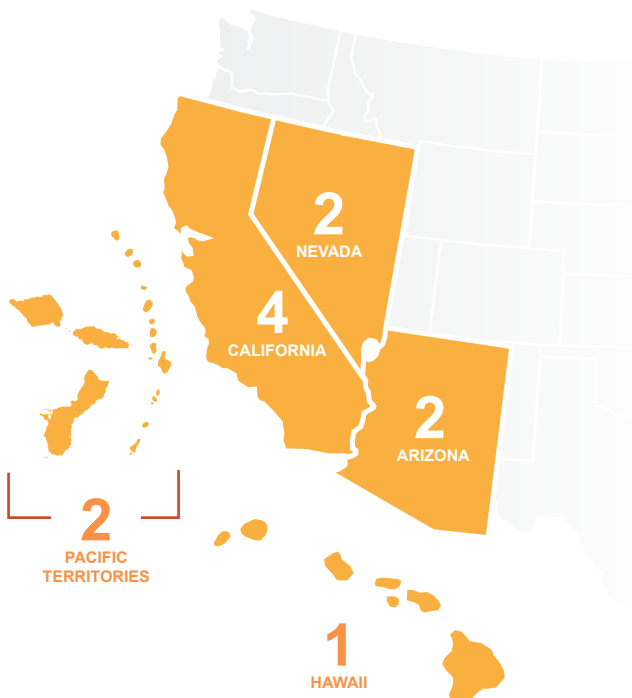 2
NEVADA
4
CALIFORNIA
2
ARIZONA
2
PACIFIC
TERRITORIES
1
HAWAII